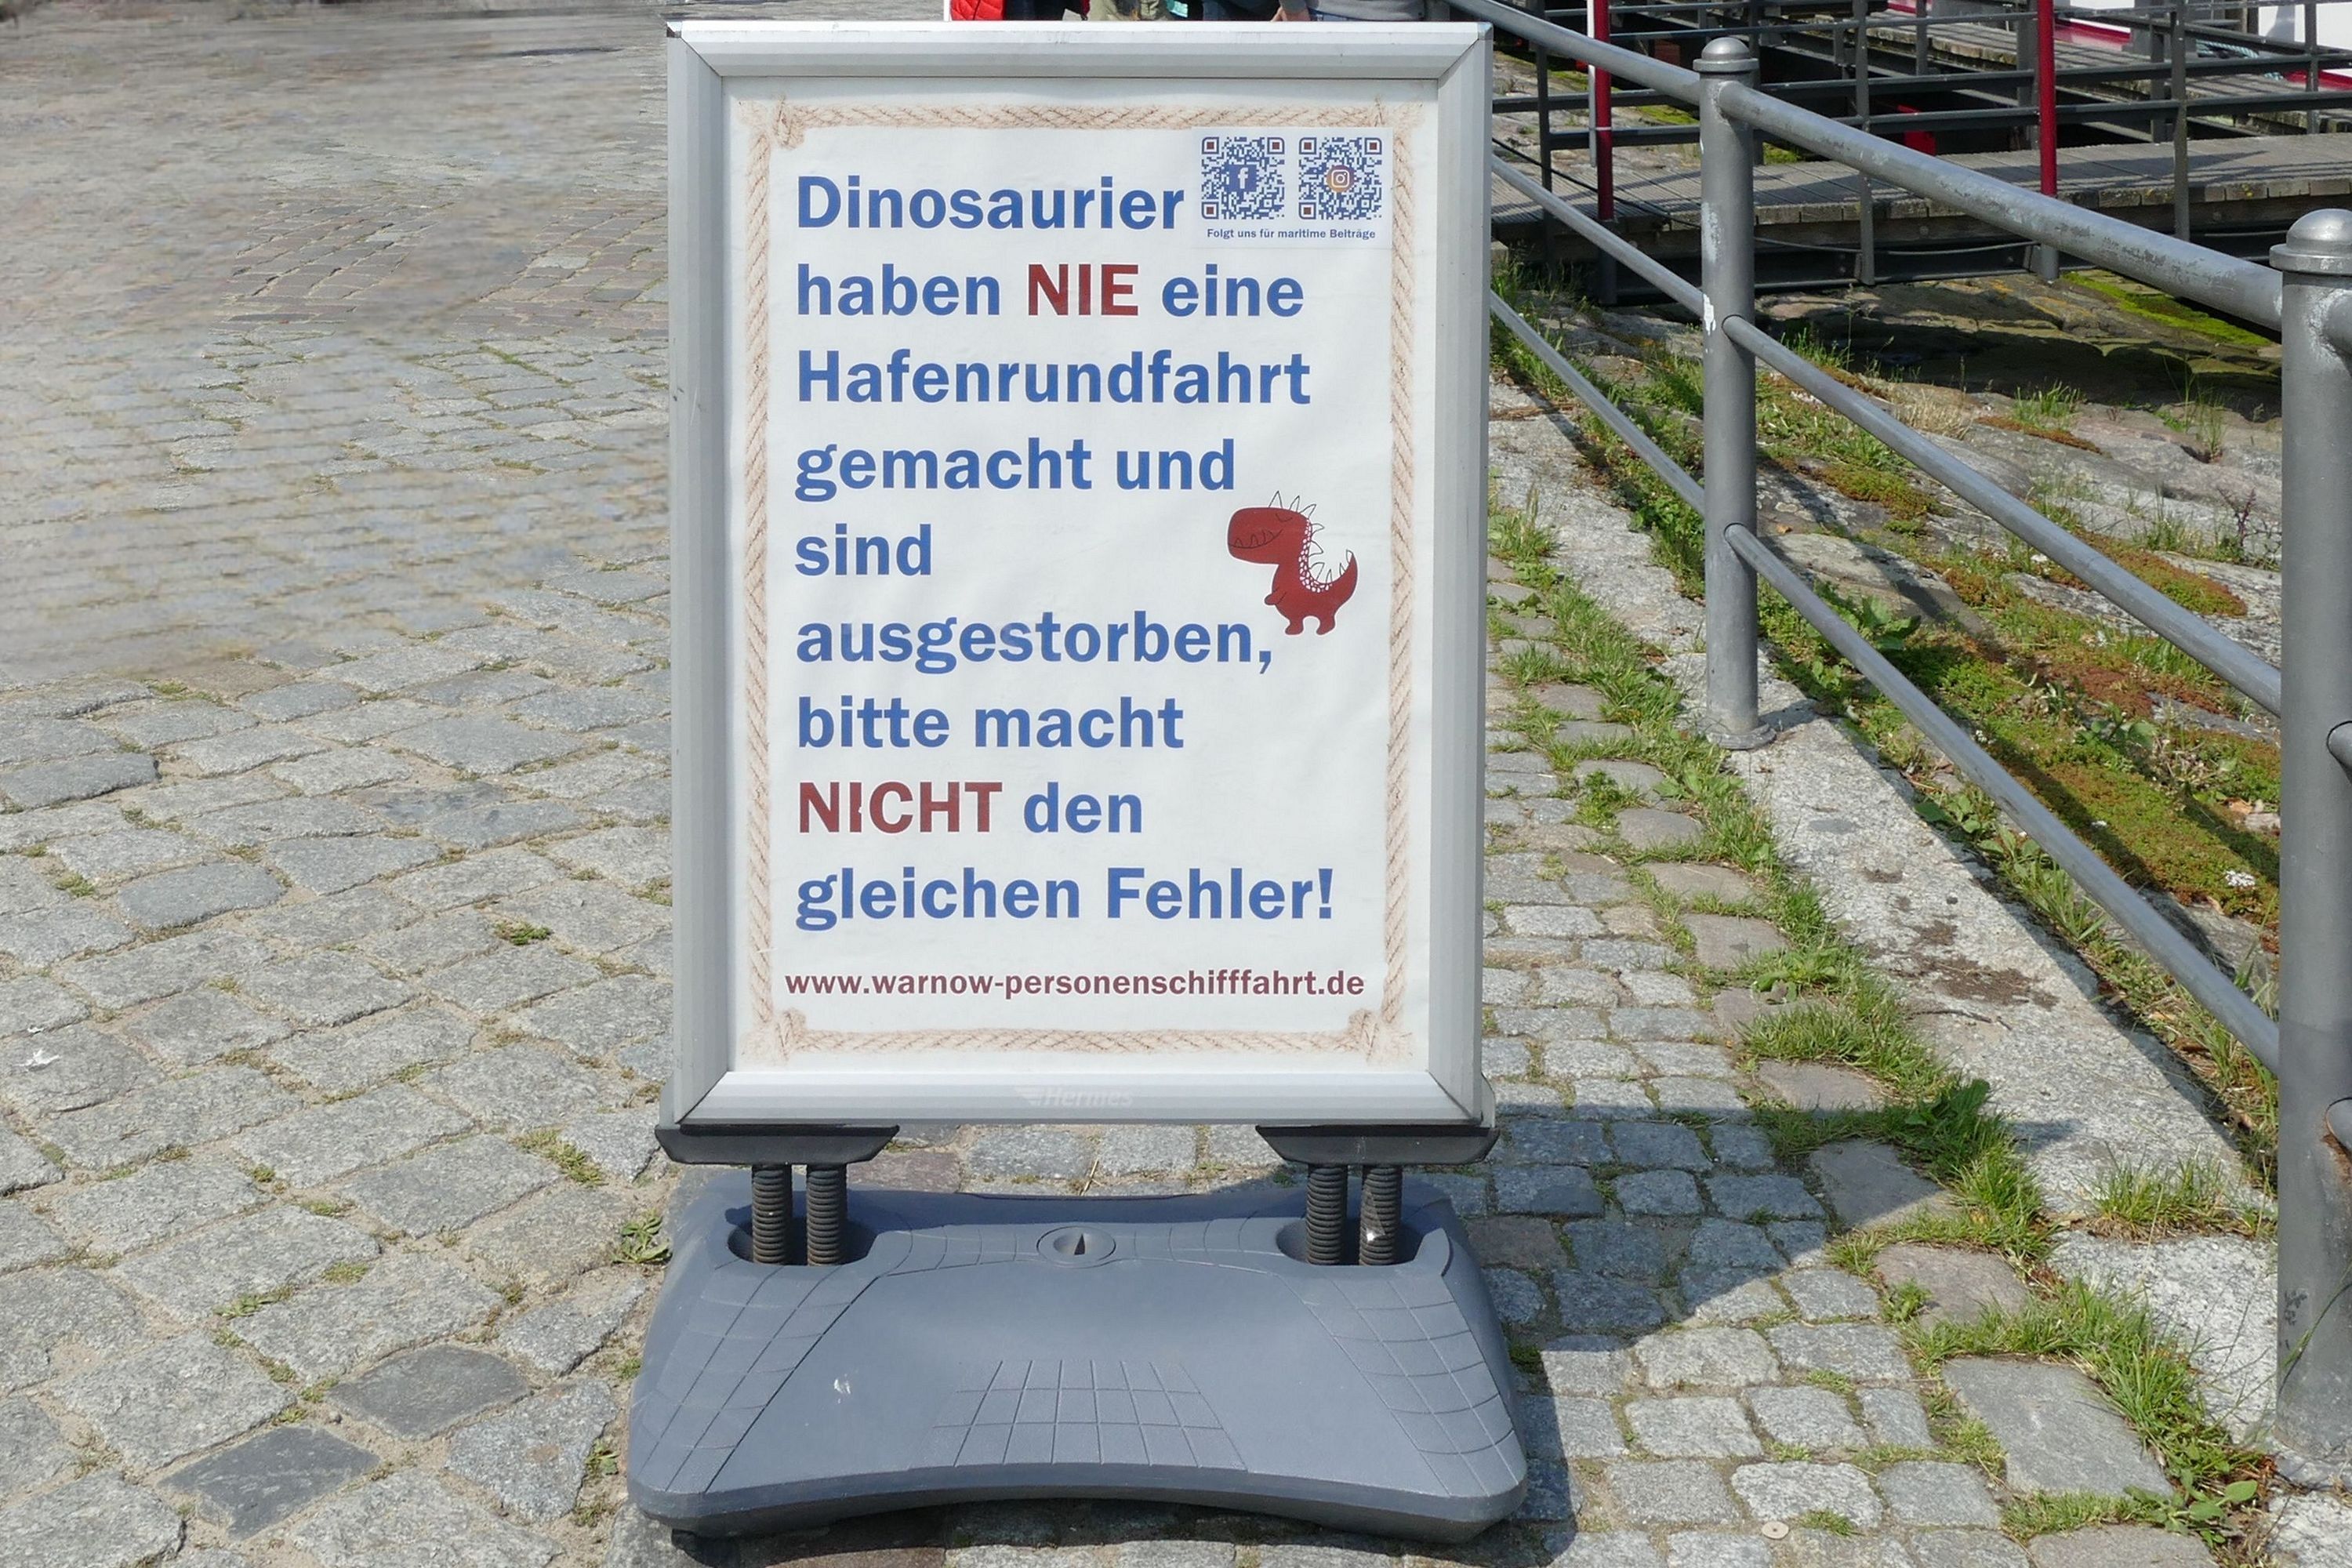 Dinosaurier
Folgt uns für maritime Beiträge
haben NIE eine
Hafenrundfahrt
gemacht und
sind
ausgestorben,
bitte macht
NICHT den
gleichen Fehler!
www.warnow-personenschifffahrt.de
Hermes